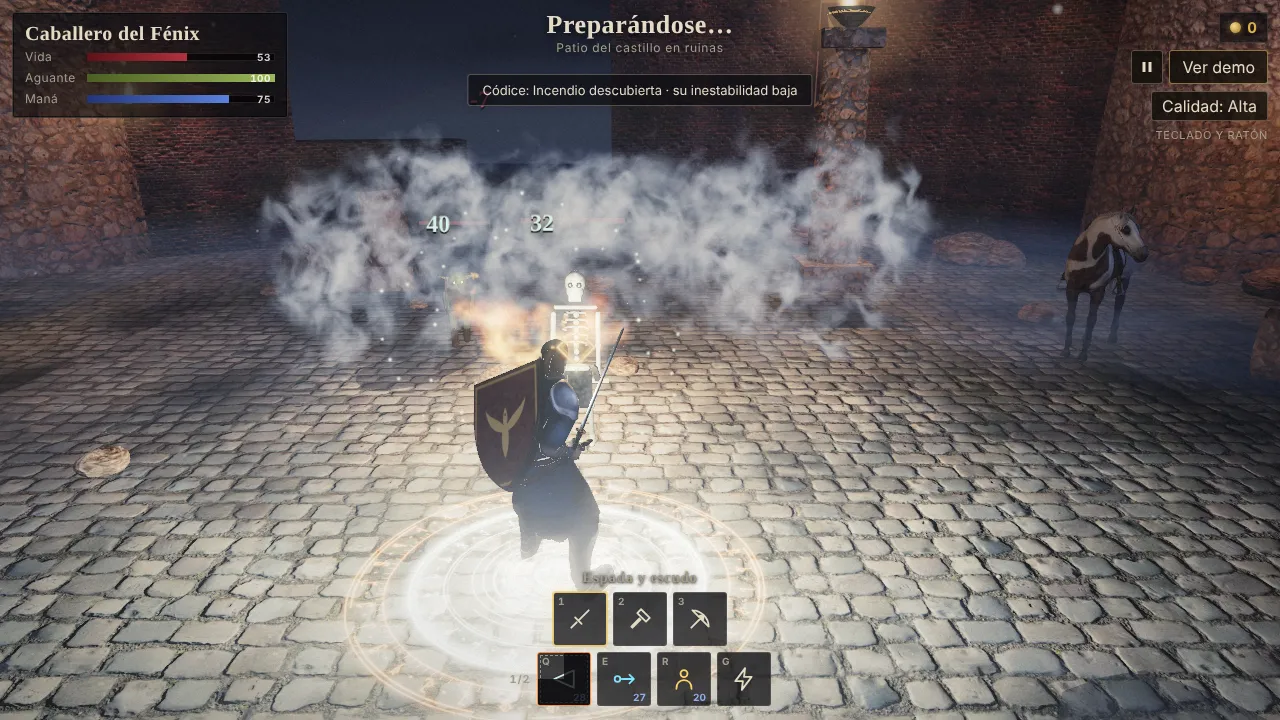 Caballero del Fénix
Vida 53
Aguante 100
Maná 75
Preparándose…
Patio del castillo en ruinas
Códice: Incendio descubierta · su inestabilidad baja
0
Ver demo
Calidad: Alta
TECLADO Y RATÓN
40
32
Espada y escudo
1
2
3
1/2
Q
28
E
27
R
20
G